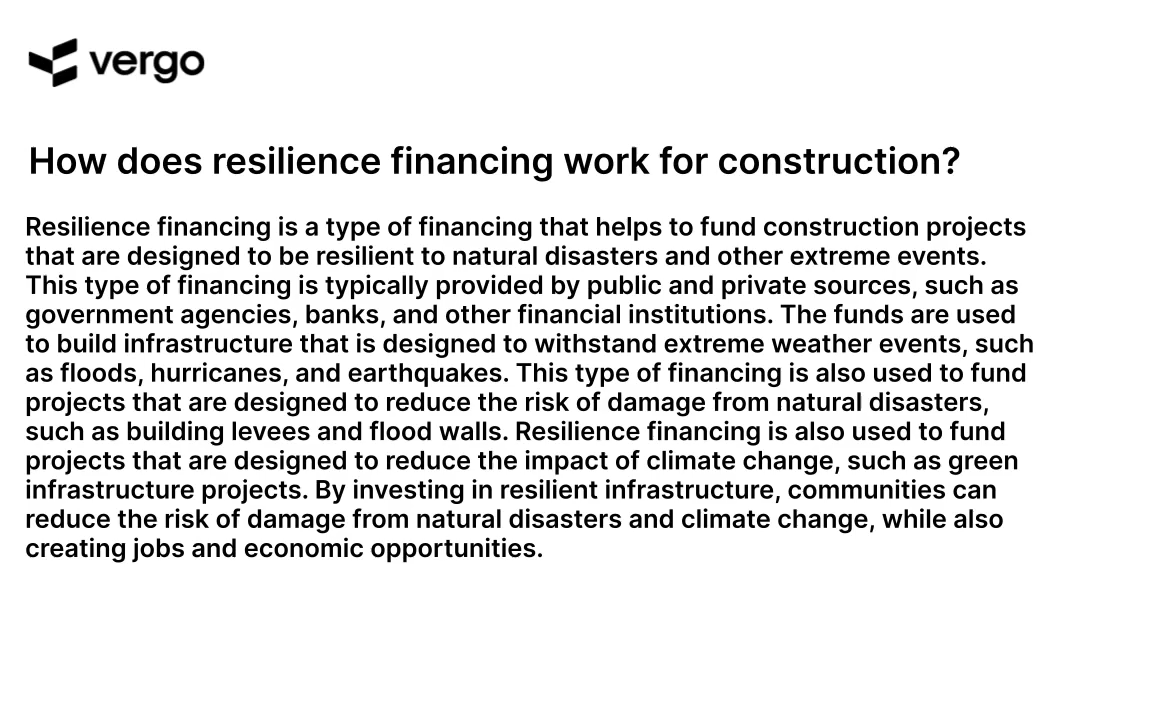 vergo
How does resilience financing work for construction?
Resilience financing is a type of financing that helps to fund construction projects
that are designed to be resilient to natural disasters and other extreme events.
This type of financing is typically provided by public and private sources, such as
government agencies, banks, and other financial institutions. The funds are used
to build infrastructure that is designed to withstand extreme weather events, such
as floods, hurricanes, and earthquakes. This type of financing is also used to fund
projects that are designed to reduce the risk of damage from natural disasters,
such as building levees and flood walls. Resilience financing is also used to fund
projects that are designed to reduce the impact of climate change, such as green
infrastructure projects. By investing in resilient infrastructure, communities can
reduce the risk of damage from natural disasters and climate change, while also
creating jobs and economic opportunities.